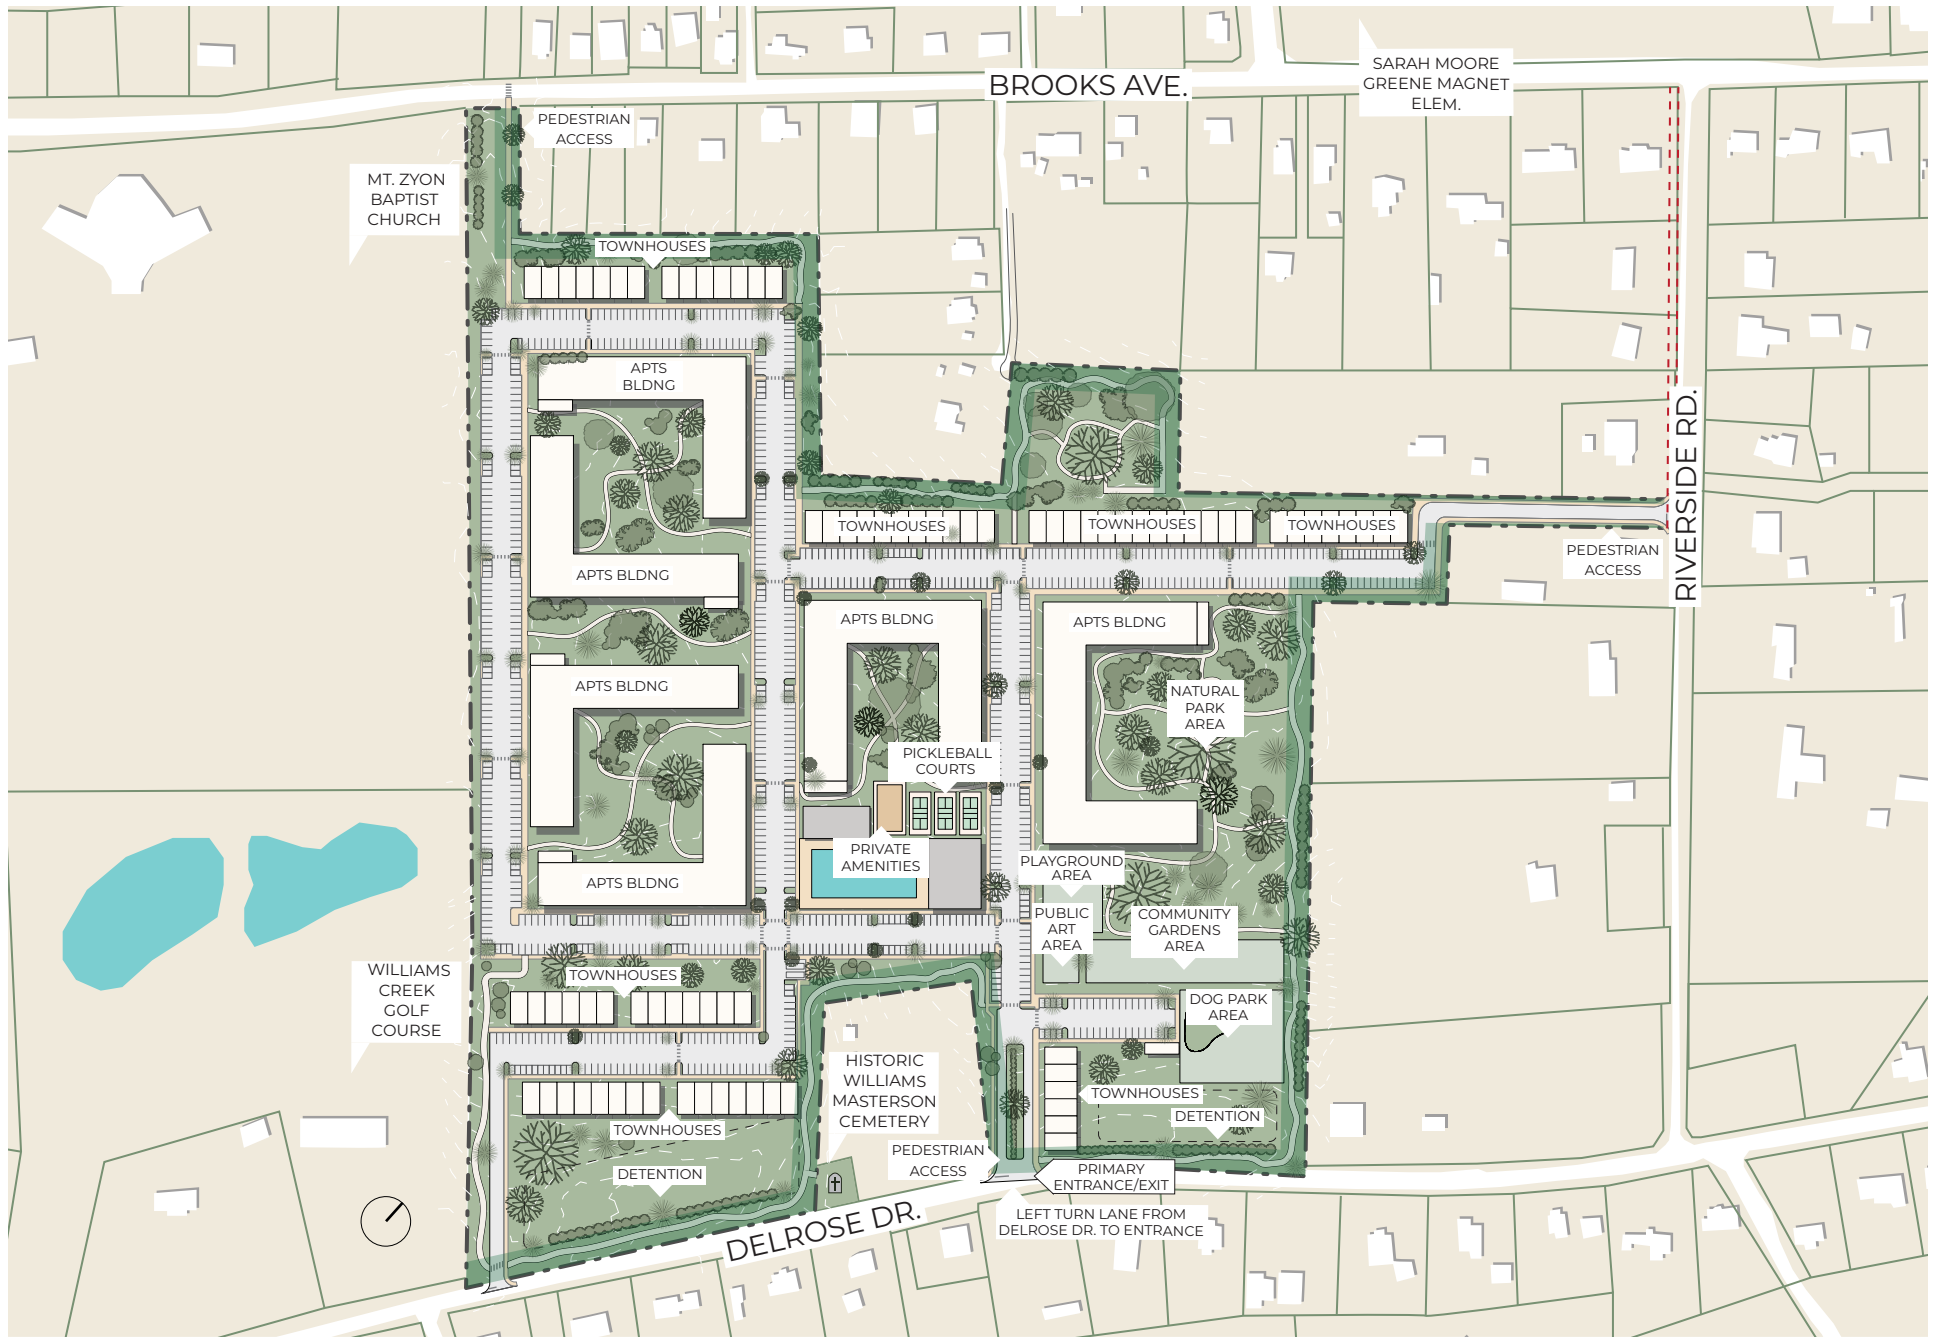 BROOKS AVE.
SARAH MOORE
GREENE MAGNET
ELEM.
PEDESTRIAN
ACCESS
MT. ZYON
BAPTIST
CHURCH
TOWNHOUSES
APTS
BLDNG
RIVERSIDE RD.
TOWNHOUSES
TOWNHOUSES
TOWNHOUSES
PEDESTRIAN
ACCESS
APTS BLDNG
APTS BLDNG
APTS BLDNG
APTS BLDNG
NATURAL
PARK
AREA
PICKLEBALL
COURTS
PRIVATE
AMENITIES
PLAYGROUND
AREA
APTS BLDNG
PUBLIC
ART
AREA
COMMUNITY
GARDENS
AREA
WILLIAMS
CREEK
GOLF
COURSE
TOWNHOUSES
DOG PARK
AREA
HISTORIC
WILLIAMS
MASTERSON
CEMETERY
TOWNHOUSES
DETENTION
TOWNHOUSES
PEDESTRIAN
ACCESS
DETENTION
PRIMARY
ENTRANCE/EXIT
LEFT TURN LANE FROM
DELROSE DR. TO ENTRANCE
DELROSE DR.